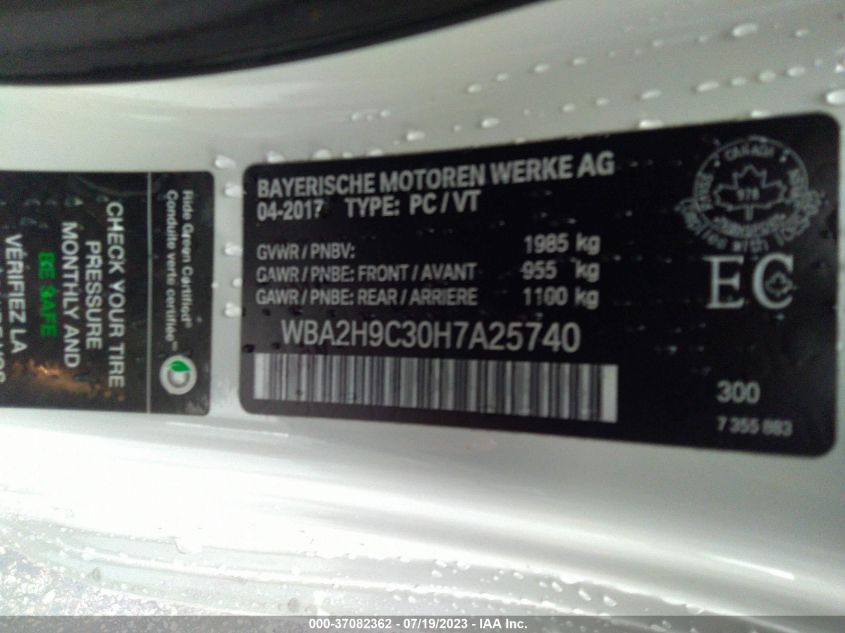 BAYERISCHE MOTOREN WERKE AG
04-2017 TYPE: PC / VT
GVWR / PNBV: 1985 kg
GAWR / PNBE: FRONT / AVANT 955 kg
GAWR / PNBE: REAR / ARRIERE 1100 kg
WBA2H9C30H7A25740
CANADA
EC
300
7 355 883
Ride Green Certified
Conduite verte certifiée
CHECK YOUR TIRE
PRESSURE
MONTHLY AND
BE SAFE
VÉRIFIEZ LA
000-37082362 - 07/19/2023 - IAA Inc.